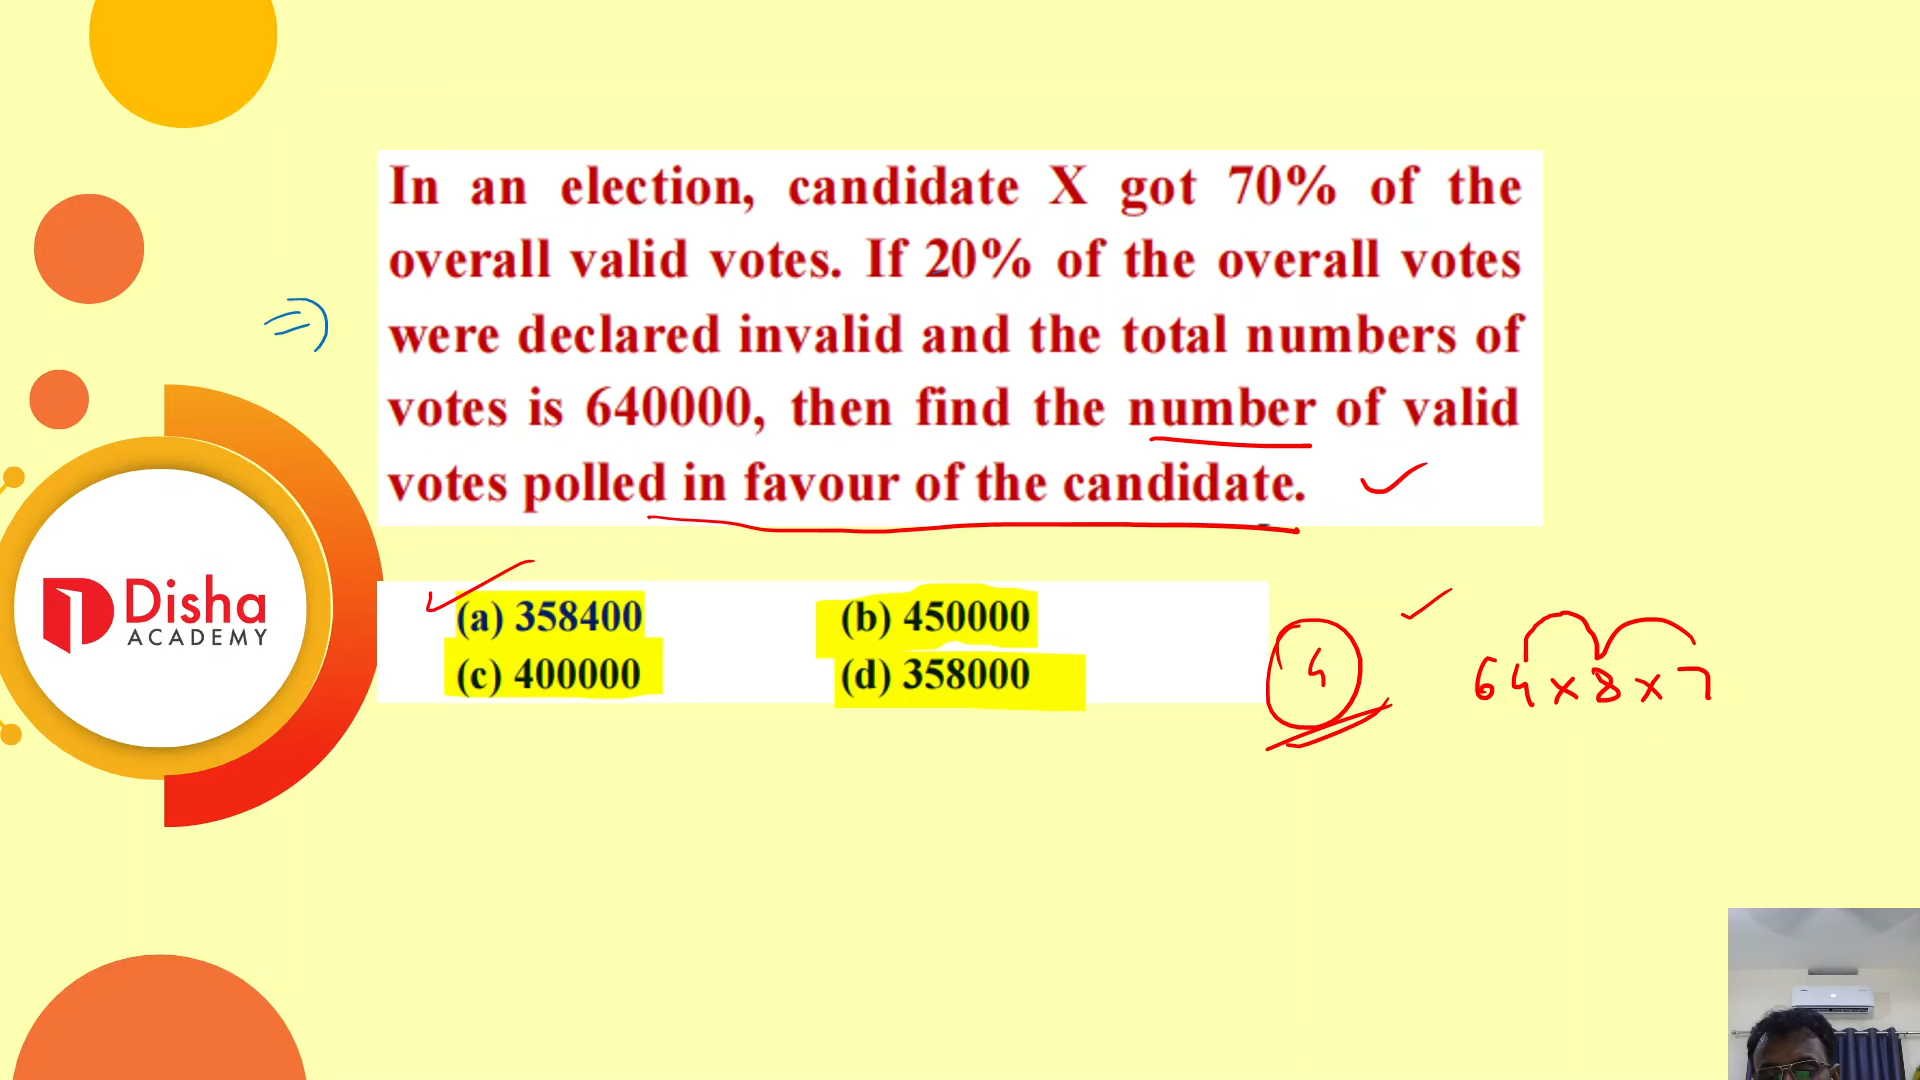 In an election, candidate X got 70% of the
overall valid votes. If 20% of the overall votes
were declared invalid and the total numbers of
votes is 640000, then find the number of valid
votes polled in favour of the candidate.
(a) 358400 (b) 450000
(c) 400000 (d) 358000
4
64×8×7
Disha
ACADEMY